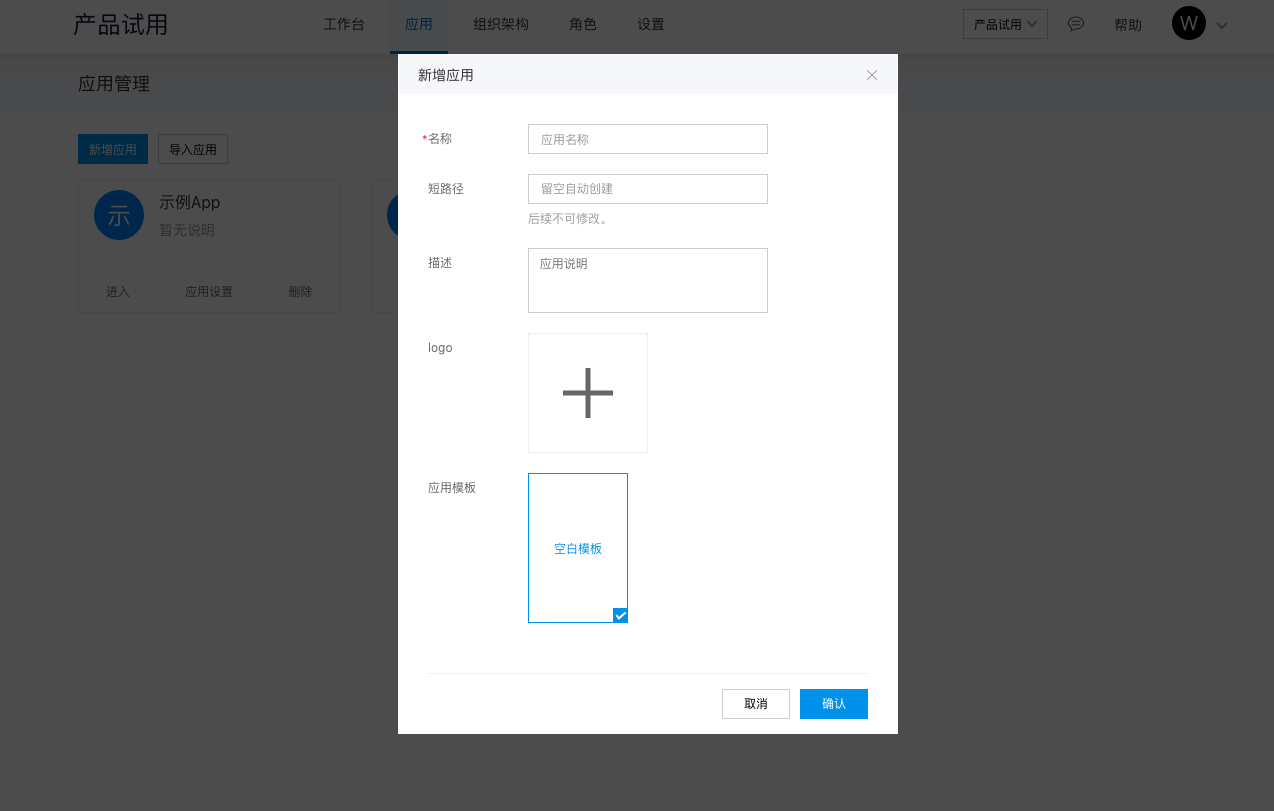 产品试用
工作台 应用 组织架构 角色 设置
产品试用 帮助 W
应用管理
新增应用 导入应用
示 示例App
暂无说明
进入 应用设置 删除
新增应用
*名称 应用名称
短路径 留空自动创建
后续不可修改。
描述 应用说明
logo
应用模板 空白模板
取消 确认